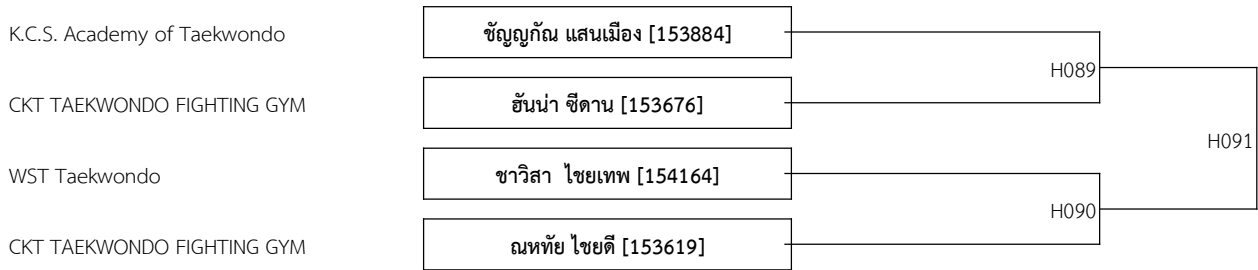 K.C.S. Academy of Taekwondo ชัญญภัณ แสนเมือง [153884]
H089
CKT TAEKWONDO FIGHTING GYM ฮันน่า ซีดาน [153676]
H091
WST Taekwondo ชาวิสา ไชยเทพ [154164]
H090
CKT TAEKWONDO FIGHTING GYM ณหทัย ไชยดี [153619]